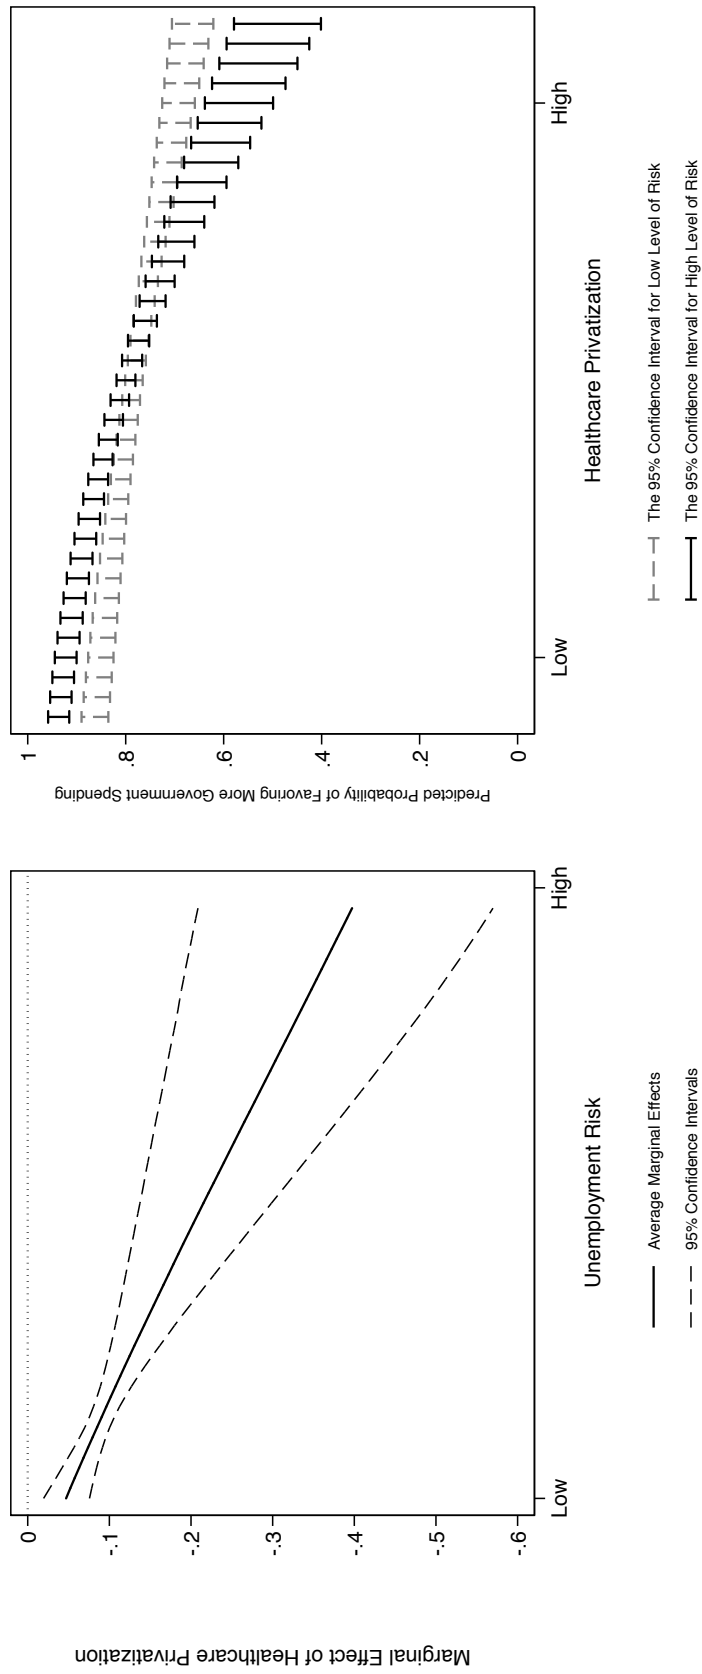 Marginal Effect of Healthcare Privatization
0
-.1
-.2
-.3
-.4
-.5
-.6
Low
High
Unemployment Risk
Average Marginal Effects
95% Confidence Intervals
Predicted Probability of Favoring More Government Spending
1
.8
.6
.4
.2
0
Low
High
Healthcare Privatization
The 95% Confidence Interval for Low Level of Risk
The 95% Confidence Interval for High Level of Risk